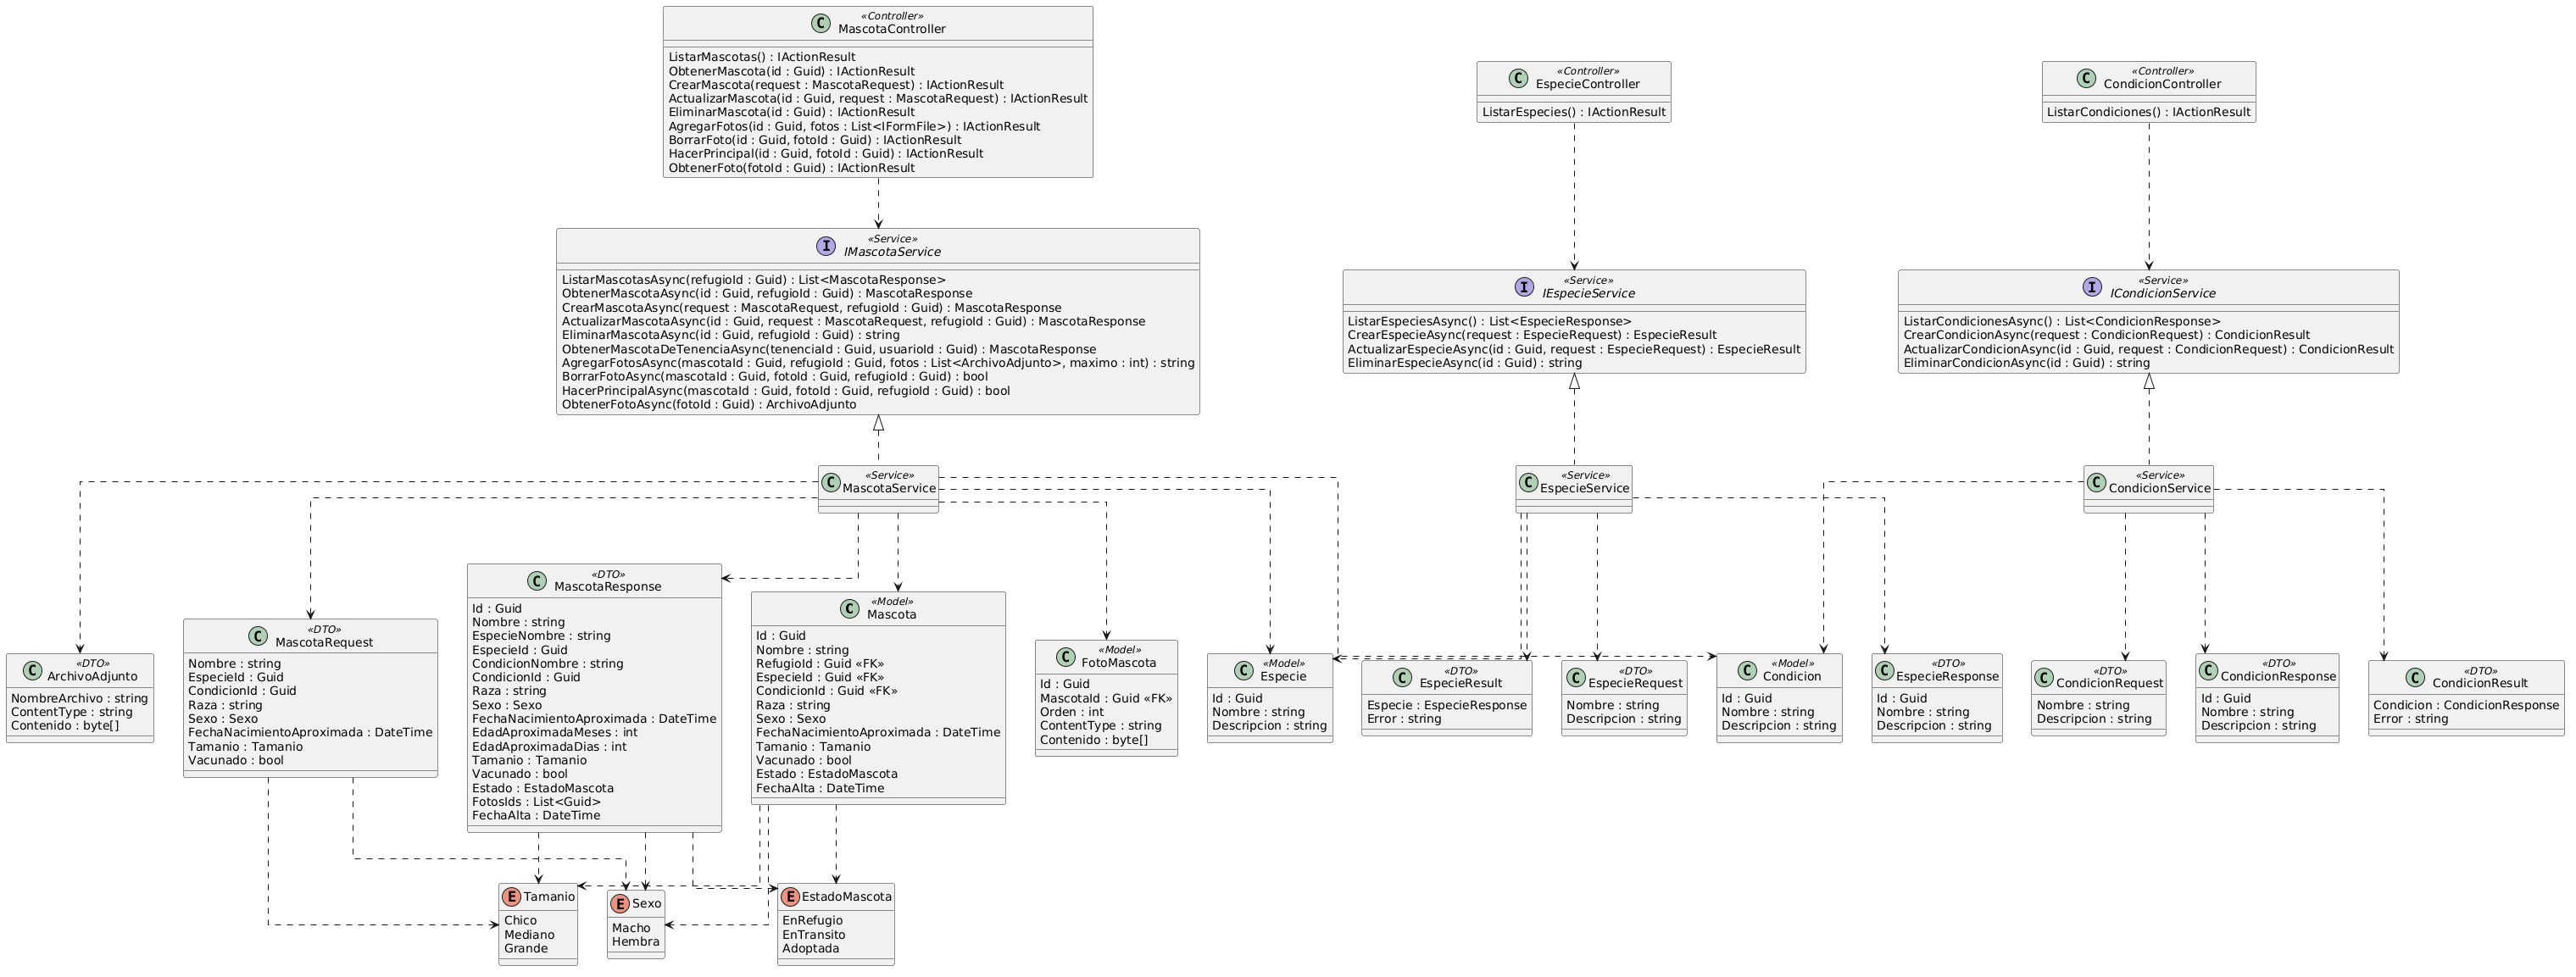 C
«Controller»
MascotaController
ListarMascotas() : IActionResult
ObtenerMascota(id : Guid) : IActionResult
CrearMascota(request : MascotaRequest) : IActionResult
ActualizarMascota(id : Guid, request : MascotaRequest) : IActionResult
EliminarMascota(id : Guid) : IActionResult
AgregarFotos(id : Guid, fotos : List<IFormFile>) : IActionResult
BorrarFoto(id : Guid, fotoId : Guid) : IActionResult
HacerPrincipal(id : Guid, fotoId : Guid) : IActionResult
ObtenerFoto(fotoId : Guid) : IActionResult
C
«Controller»
EspecieController
ListarEspecies() : IActionResult
C
«Controller»
CondicionController
ListarCondiciones() : IActionResult
I
«Service»
IMascotaService
ListarMascotasAsync(refugioId : Guid) : List<MascotaResponse>
ObtenerMascotaAsync(id : Guid, refugioId : Guid) : MascotaResponse
CrearMascotaAsync(request : MascotaRequest, refugioId : Guid) : MascotaResponse
ActualizarMascotaAsync(id : Guid, request : MascotaRequest, refugioId : Guid) : MascotaResponse
EliminarMascotaAsync(id : Guid, refugioId : Guid) : string
ObtenerMascotaDeTenenciaAsync(tenenciaId : Guid, usuarioId : Guid) : MascotaResponse
AgregarFotosAsync(mascotaId : Guid, refugioId : Guid, fotos : List<ArchivoAdjunto>, maximo : int) : string
BorrarFotoAsync(mascotaId : Guid, fotoId : Guid, refugioId : Guid) : bool
HacerPrincipalAsync(mascotaId : Guid, fotoId : Guid, refugioId : Guid) : bool
ObtenerFotoAsync(fotoId : Guid) : ArchivoAdjunto
I
«Service»
IEspecieService
ListarEspeciesAsync() : List<EspecieResponse>
CrearEspecieAsync(request : EspecieRequest) : EspecieResult
ActualizarEspecieAsync(id : Guid, request : EspecieRequest) : EspecieResult
EliminarEspecieAsync(id : Guid) : string
I
«Service»
ICondicionService
ListarCondicionesAsync() : List<CondicionResponse>
CrearCondicionAsync(request : CondicionRequest) : CondicionResult
ActualizarCondicionAsync(id : Guid, request : CondicionRequest) : CondicionResult
EliminarCondicionAsync(id : Guid) : string
C
«Service»
MascotaService
C
«Service»
EspecieService
C
«Service»
CondicionService
C
«DTO»
ArchivoAdjunto
NombreArchivo : string
ContentType : string
Contenido : byte[]
C
«DTO»
MascotaRequest
Nombre : string
EspecieId : Guid
CondicionId : Guid
Raza : string
Sexo : Sexo
FechaNacimientoAproximada : DateTime
Tamanio : Tamanio
Vacunado : bool
C
«DTO»
MascotaResponse
Id : Guid
Nombre : string
EspecieNombre : string
EspecieId : Guid
CondicionNombre : string
CondicionId : Guid
Raza : string
Sexo : Sexo
FechaNacimientoAproximada : DateTime
EdadAproximadaMeses : int
EdadAproximadaDias : int
Tamanio : Tamanio
Vacunado : bool
Estado : EstadoMascota
FotosIds : List<Guid>
FechaAlta : DateTime
C
«Model»
Mascota
Id : Guid
Nombre : string
RefugioId : Guid «FK»
EspecieId : Guid «FK»
CondicionId : Guid «FK»
Raza : string
Sexo : Sexo
FechaNacimientoAproximada : DateTime
Tamanio : Tamanio
Vacunado : bool
Estado : EstadoMascota
FechaAlta : DateTime
C
«Model»
FotoMascota
Id : Guid
MascotaId : Guid «FK»
Orden : int
ContentType : string
Contenido : byte[]
C
«Model»
Especie
Id : Guid
Nombre : string
Descripcion : string
C
«DTO»
EspecieResult
Especie : EspecieResponse
Error : string
C
«DTO»
EspecieRequest
Nombre : string
Descripcion : string
C
«Model»
Condicion
Id : Guid
Nombre : string
Descripcion : string
C
«DTO»
EspecieResponse
Id : Guid
Nombre : string
Descripcion : string
C
«DTO»
CondicionRequest
Nombre : string
Descripcion : string
C
«DTO»
CondicionResponse
Id : Guid
Nombre : string
Descripcion : string
C
«DTO»
CondicionResult
Condicion : CondicionResponse
Error : string
E
Tamanio
Chico
Mediano
Grande
E
Sexo
Macho
Hembra
E
EstadoMascota
EnRefugio
EnTransito
Adoptada